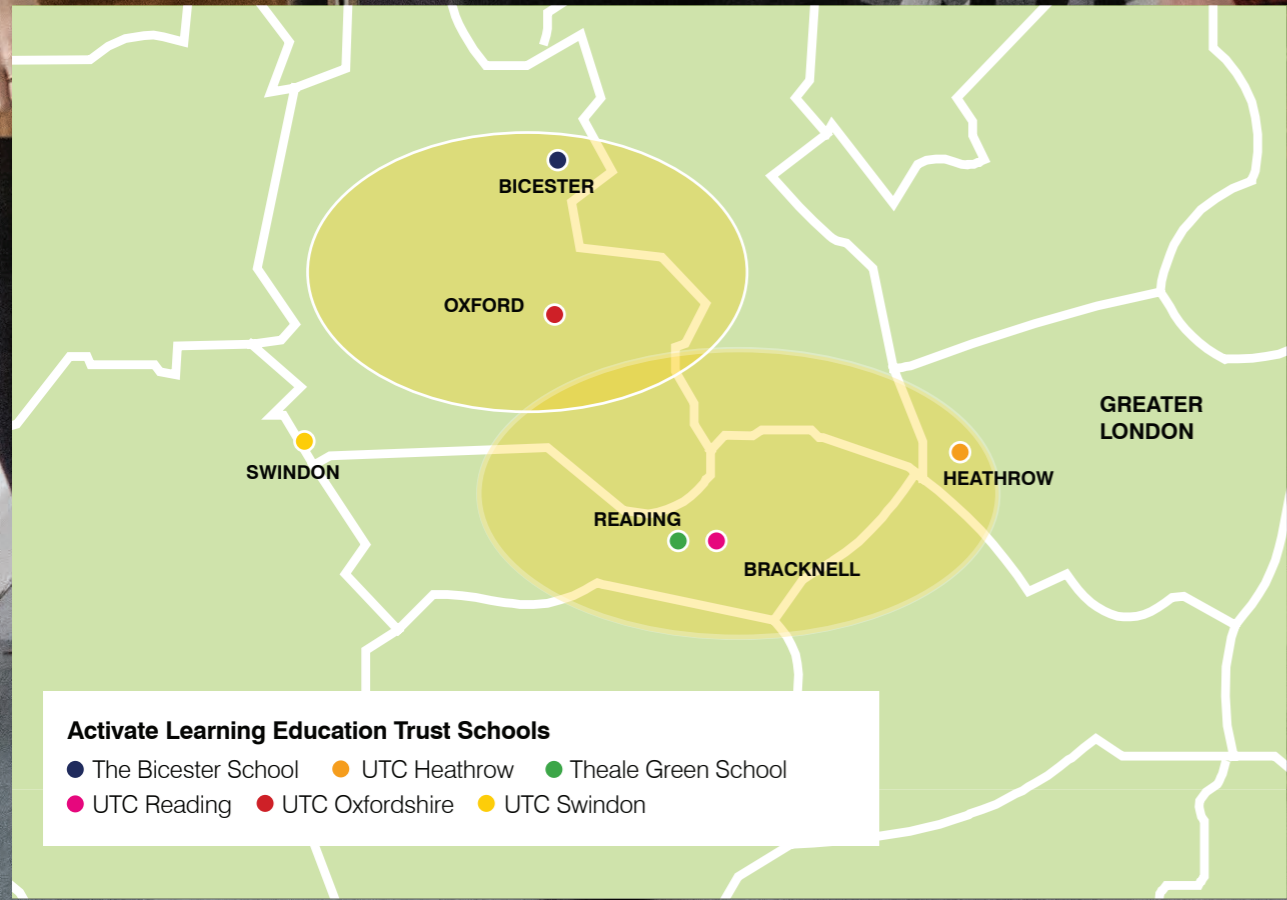 BICESTER
OXFORD
GREATER
LONDON
SWINDON
HEATHROW
READING
BRACKNELL
Activate Learning Education Trust Schools
The Bicester School UTC Heathrow Theale Green School
UTC Reading UTC Oxfordshire UTC Swindon